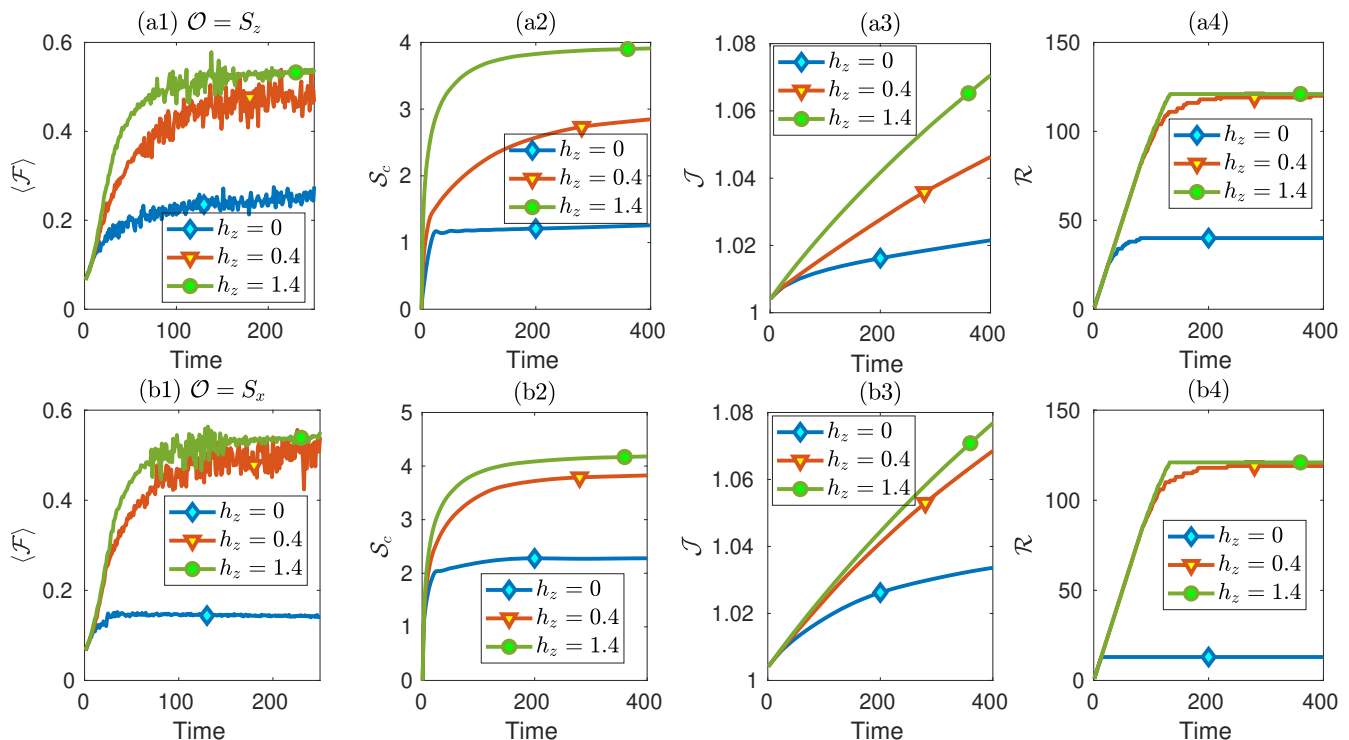 (a1) 𝒪 = S_z
0.6
0.4
0.2
0
⟨ℱ⟩
h_z = 0
h_z = 0.4
h_z = 1.4
0 100 200
Time
(a2)
4
3
2
1
0
𝒮_c
h_z = 0
h_z = 0.4
h_z = 1.4
0 200 400
Time
(a3)
1.08
1.06
1.04
1.02
1
𝒥
h_z = 0
h_z = 0.4
h_z = 1.4
0 200 400
Time
(a4)
150
100
50
0
ℛ
h_z = 0
h_z = 0.4
h_z = 1.4
0 200 400
Time
(b1) 𝒪 = S_x
0.6
0.4
0.2
0
⟨ℱ⟩
h_z = 0
h_z = 0.4
h_z = 1.4
0 100 200
Time
(b2)
5
4
3
2
1
0
𝒮_c
h_z = 0
h_z = 0.4
h_z = 1.4
0 200 400
Time
(b3)
1.08
1.06
1.04
1.02
1
𝒥
h_z = 0
h_z = 0.4
h_z = 1.4
0 200 400
Time
(b4)
150
100
50
0
ℛ
h_z = 0
h_z = 0.4
h_z = 1.4
0 200 400
Time